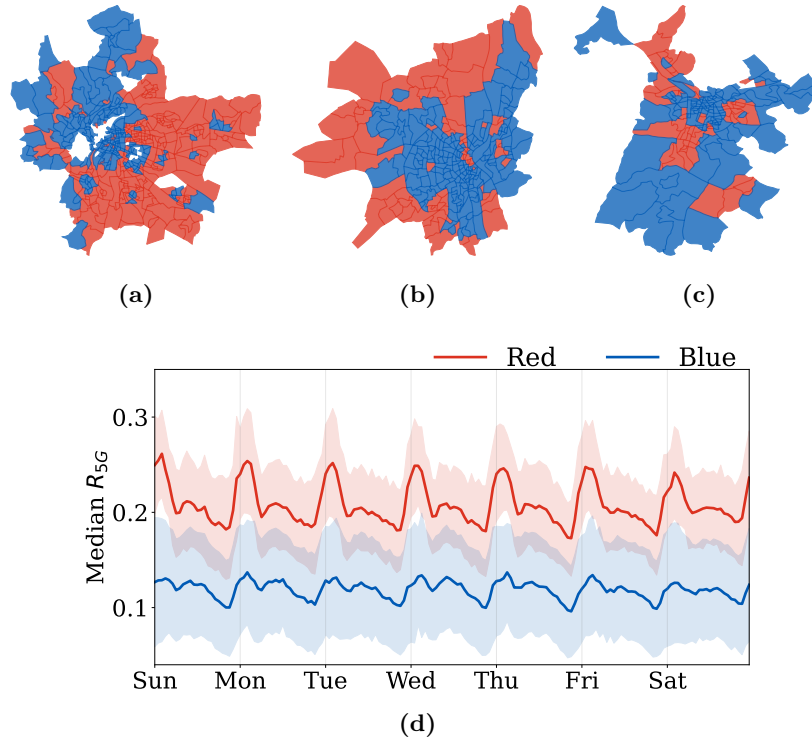 (a) (b) (c)
Red Blue
0.3
0.2
0.1
Median R5G
Sun Mon Tue Wed Thu Fri Sat
(d)